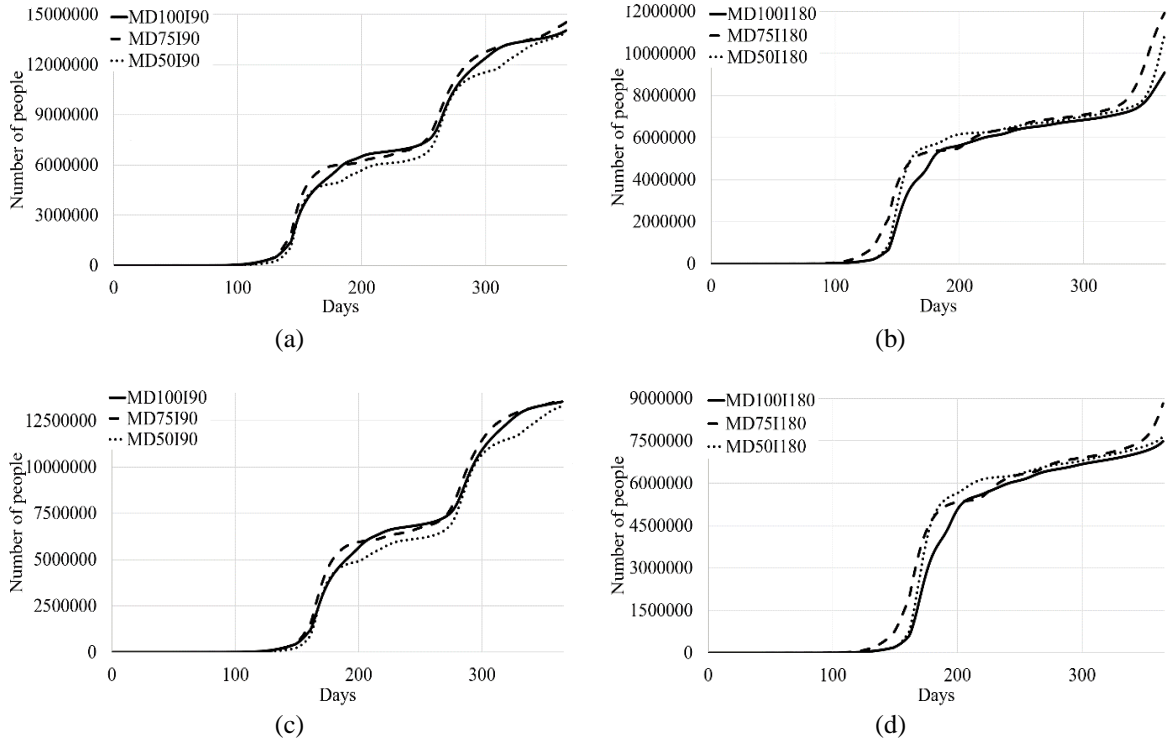 MD100I90
MD75I90
MD50I90
Number of people
15000000
12000000
9000000
6000000
3000000
0
0
100
200
300
Days
(a)
MD100I180
MD75I180
MD50I180
Number of people
12000000
10000000
8000000
6000000
4000000
2000000
0
0
100
200
300
Days
(b)
MD100I90
MD75I90
MD50I90
Number of people
12500000
10000000
7500000
5000000
2500000
0
0
100
200
300
Days
(c)
MD100I180
MD75I180
MD50I180
Number of people
9000000
7500000
6000000
4500000
3000000
1500000
0
0
100
200
300
Days
(d)